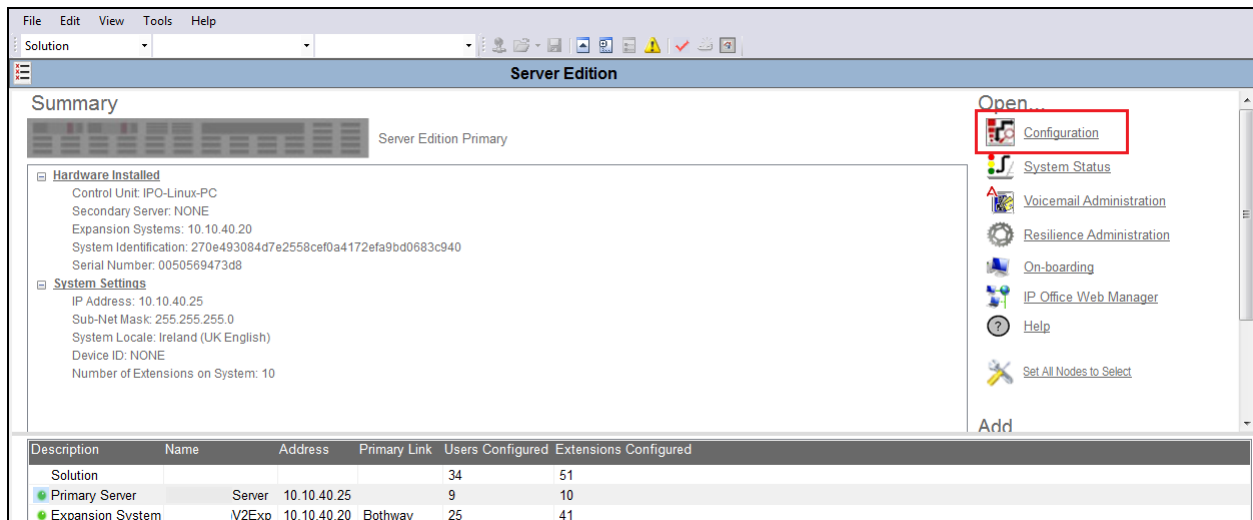 File Edit View Tools Help
Solution
Server Edition
Summary
Server Edition Primary
Hardware Installed
Control Unit: IPO-Linux-PC
Secondary Server: NONE
Expansion Systems: 10.10.40.20
System Identification: 270e493084d7e2558cef0a4172efa9bd0683c940
Serial Number: 0050569473d8
System Settings
IP Address: 10.10.40.25
Sub-Net Mask: 255.255.255.0
System Locale: Ireland (UK English)
Device ID: NONE
Number of Extensions on System: 10
Open...
Configuration
System Status
Voicemail Administration
Resilience Administration
On-boarding
IP Office Web Manager
Help
Set All Nodes to Select
Add
Description Name Address Primary Link Users Configured Extensions Configured
Solution 34 51
Primary Server Server 10.10.40.25 9 10
Expansion System V2Exp 10.10.40.20 Bothway 25 41